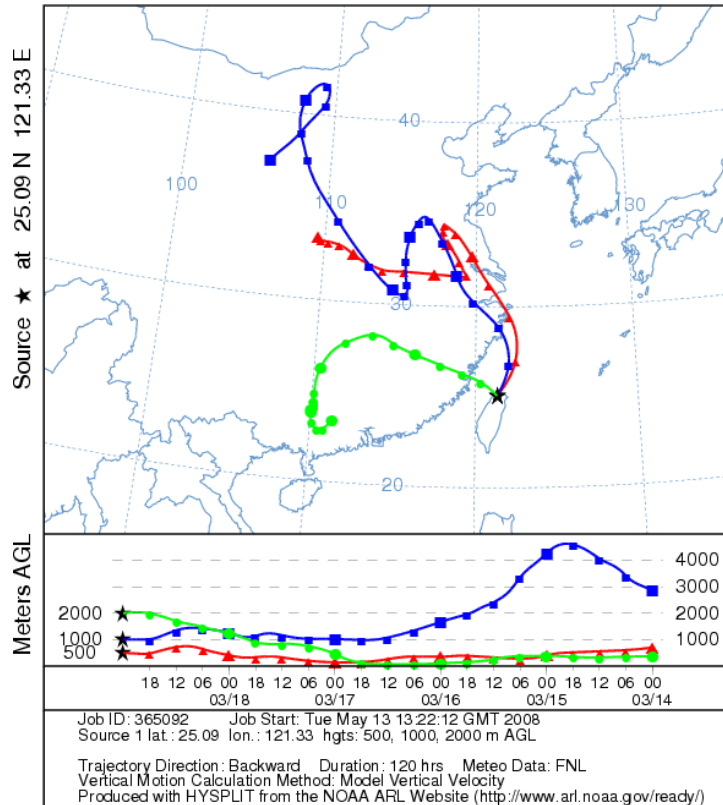 Source ★ at 25.09 N 121.33 E
40
100
110
120
130
30
20
Meters AGL
2000
1000
500
4000
3000
2000
1000
18 12 06 00 18 12 06 00 18 12 06 00 18 12 06 00 18 12 06 00
03/18 03/17 03/16 03/15 03/14
Job ID: 365092 Job Start: Tue May 13 13:22:12 GMT 2008
Source 1 lat.: 25.09 lon.: 121.33 hgts: 500, 1000, 2000 m AGL
Trajectory Direction: Backward Duration: 120 hrs Meteo Data: FNL
Vertical Motion Calculation Method: Model Vertical Velocity
Produced with HYSPLIT from the NOAA ARL Website (http://www.arl.noaa.gov/ready/)